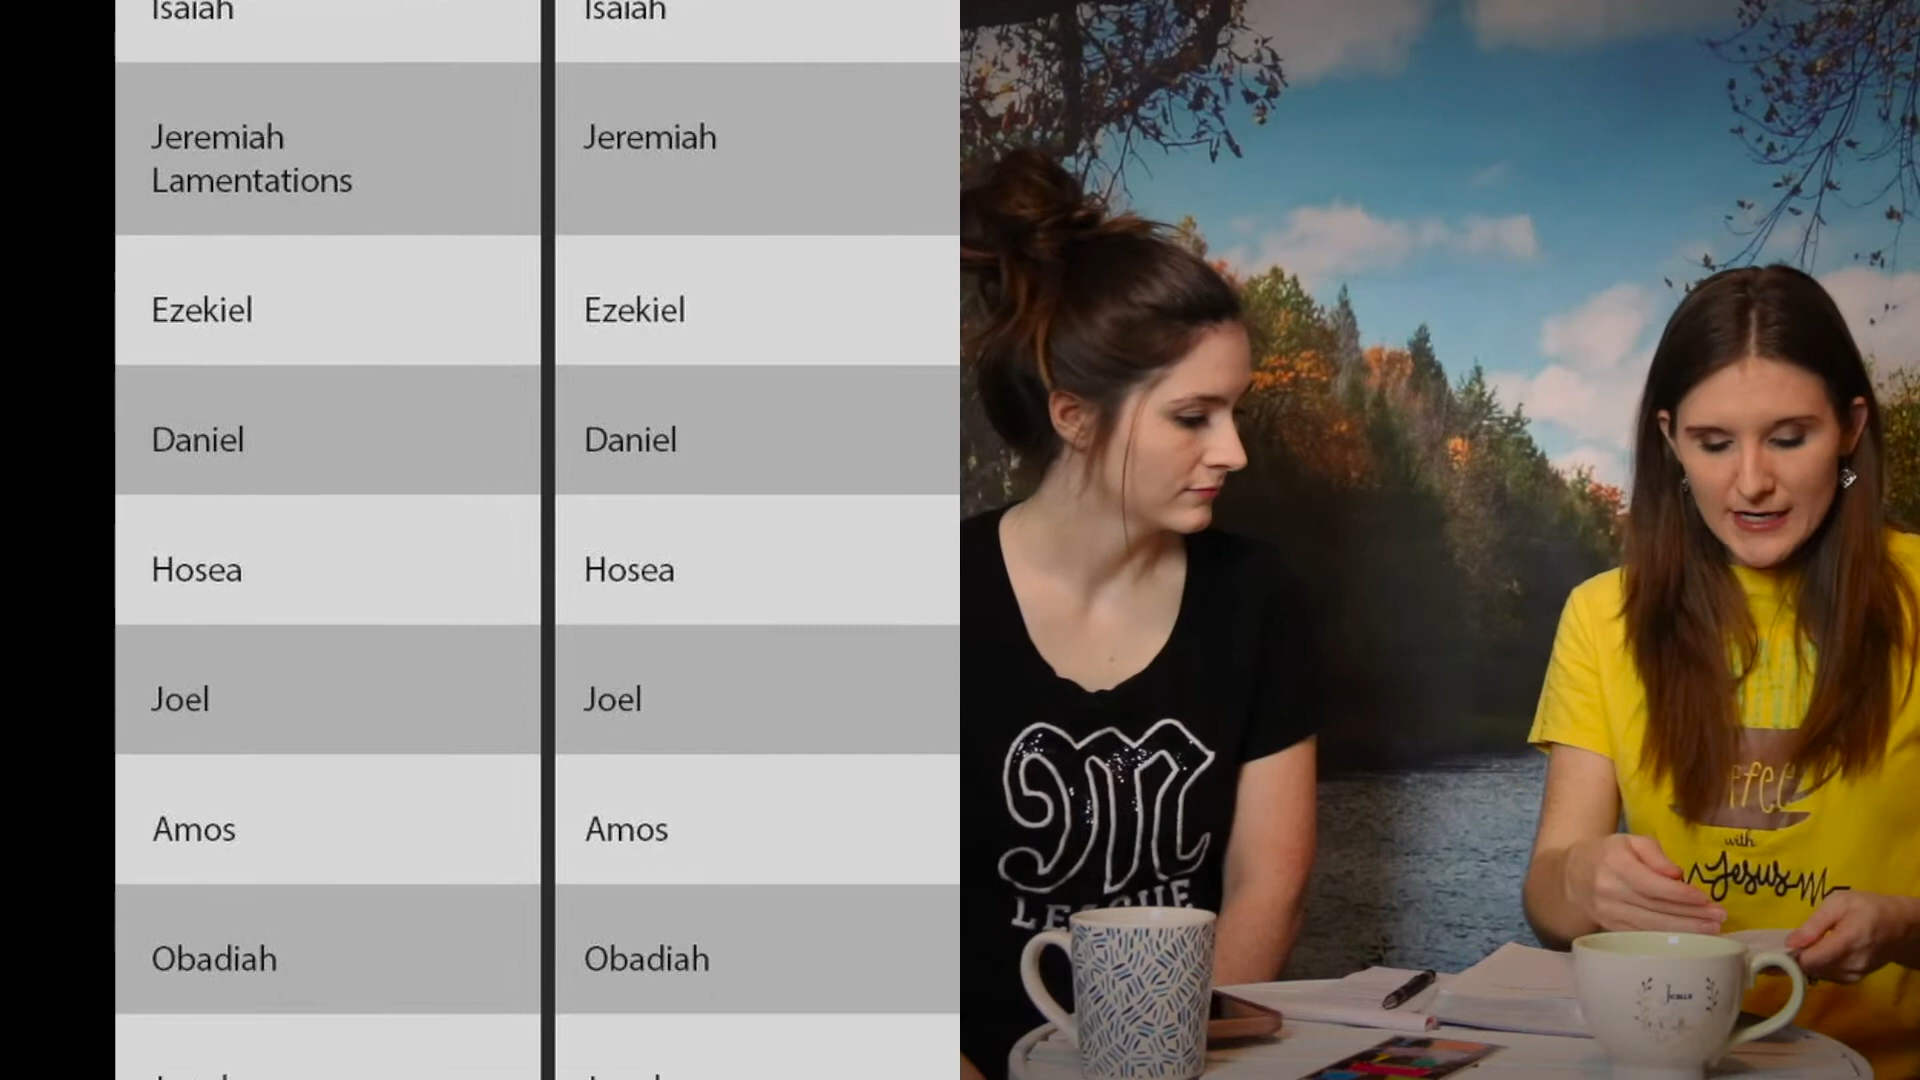 Isaiah
Isaiah
Jeremiah
Lamentations
Jeremiah
Ezekiel
Ezekiel
Daniel
Daniel
Hosea
Hosea
Joel
Joel
Amos
Amos
Obadiah
Obadiah
M
LEAGUE
with
Jesus